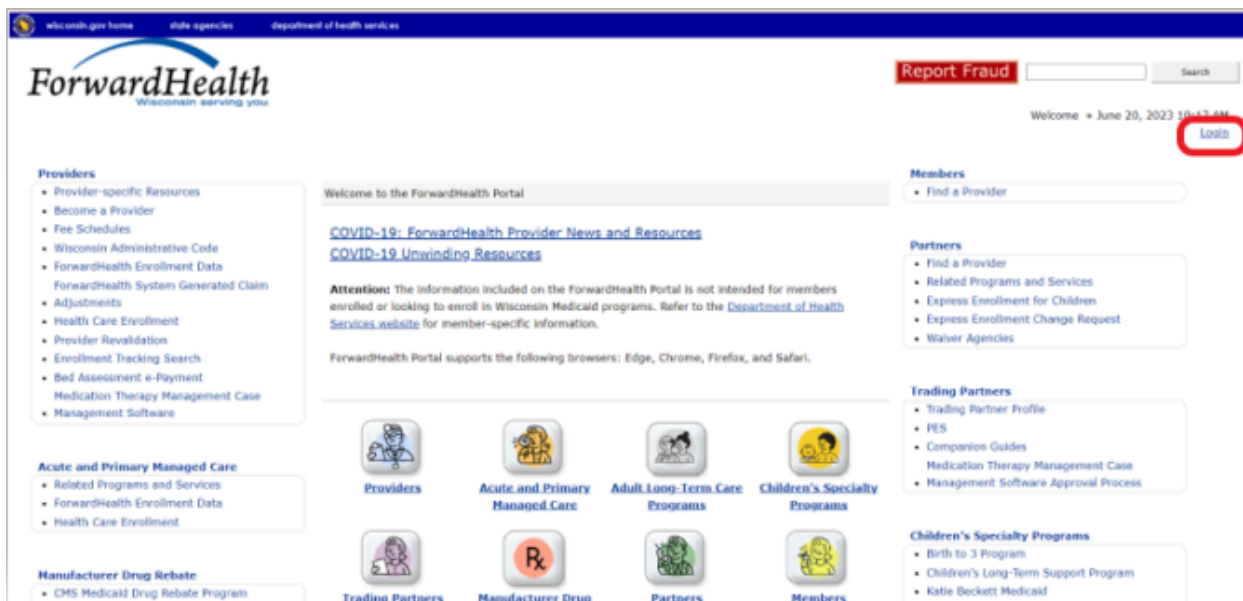 wisconsin.gov home state agencies department of health services
ForwardHealth
Wisconsin serving you
Report Fraud
Search
Welcome » June 20, 2023 10:17 AM
Login
Providers
Provider-specific Resources
Become a Provider
Fee Schedules
Wisconsin Administrative Code
ForwardHealth Enrollment Data
ForwardHealth System Generated Claim
Adjustments
Health Care Enrollment
Provider Revalidation
Enrollment Tracking Search
Bed Assessment e-Payment
Medication Therapy Management Case
Management Software
Acute and Primary Managed Care
Related Programs and Services
ForwardHealth Enrollment Data
Health Care Enrollment
Manufacturer Drug Rebate
CMS Medicaid Drug Rebate Program
Welcome to the ForwardHealth Portal
COVID-19: ForwardHealth Provider News and Resources
COVID-19 Unwinding Resources
Attention: The information included on the ForwardHealth Portal is not intended for members
enrolled or looking to enroll in Wisconsin Medicaid programs. Refer to the Department of Health
Services website for member-specific information.
ForwardHealth Portal supports the following browsers: Edge, Chrome, Firefox, and Safari.
Providers
Acute and Primary
Managed Care
Adult Long-Term Care
Programs
Children's Specialty
Programs
Rx
Trading Partners
Manufacturer Drug
Partners
Members
Members
Find a Provider
Partners
Find a Provider
Related Programs and Services
Express Enrollment for Children
Express Enrollment Change Request
Waiver Agencies
Trading Partners
Trading Partner Profile
PES
Companion Guides
Medication Therapy Management Case
Management Software Approval Process
Children's Specialty Programs
Birth to 3 Program
Children's Long-Term Support Program
Katie Beckett Medicaid